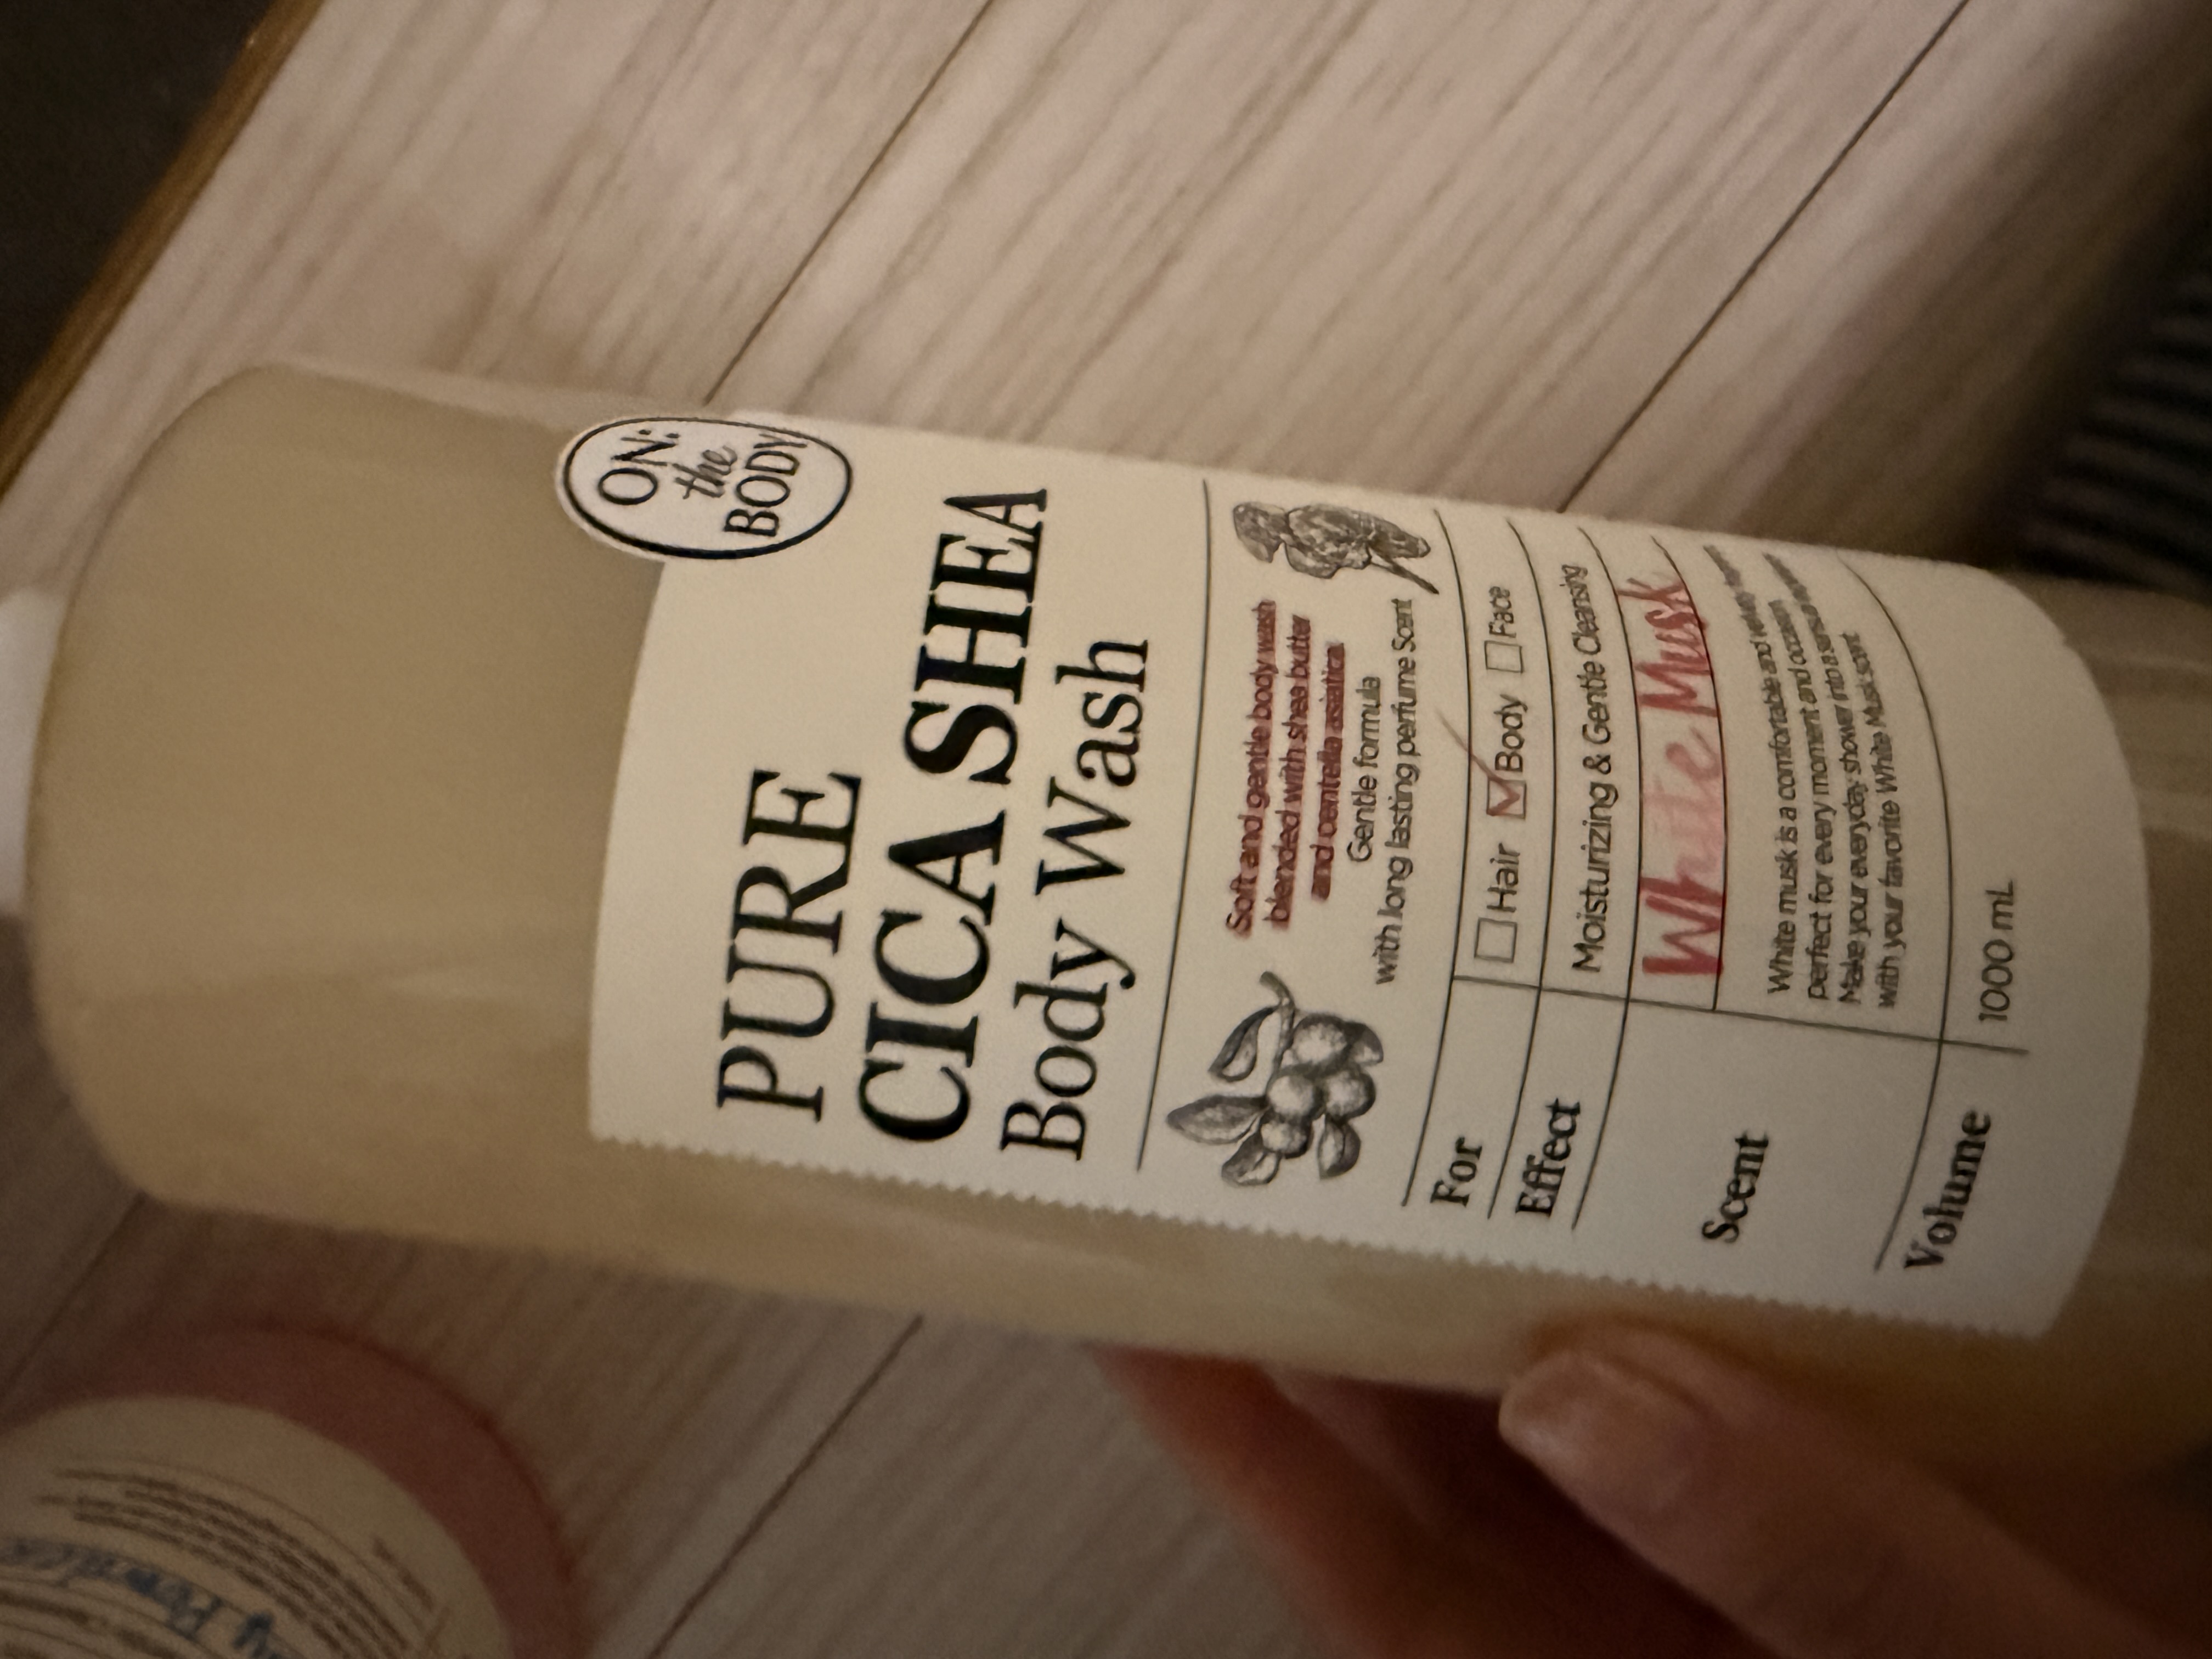 ON:
the
BODY
PURE
CICA SHEA
Body Wash
Soft and gentle body wash
blended with shea butter
and centella asiatica.
Gentle formula
with long lasting perfume Scent
For
Hair Body Face
Effect
Moisturizing & Gentle Cleansing
Scent
White Musk
White musk is a comfortable and velvety
perfect for every moment and occasion.
Make your everyday shower into a
with your favorite White Musk scent
Volume
1000 mL